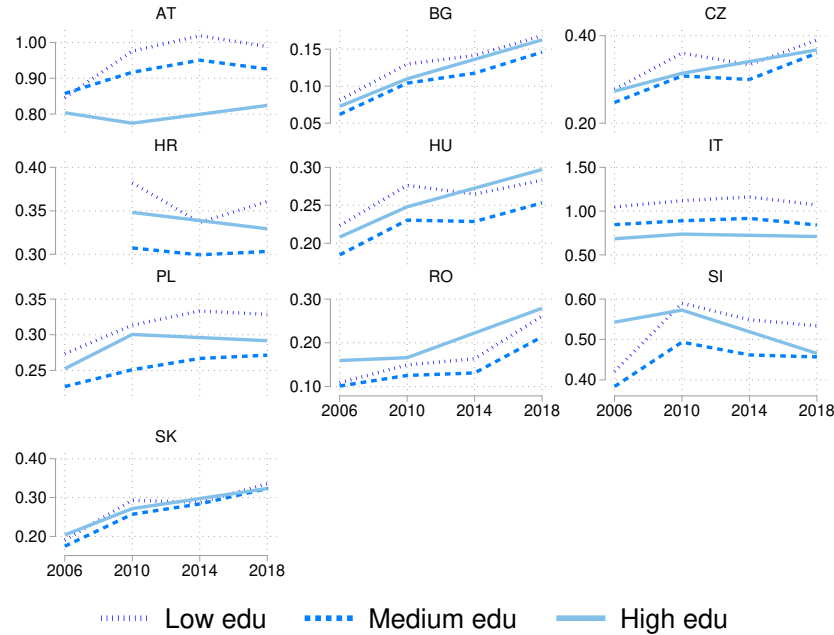 AT BG CZ
1.00 0.15 0.40
0.90 0.10
0.80 0.05 0.20
HR HU IT
0.40 0.30 1.50
0.35 0.25 1.00
0.30 0.20 0.50
PL RO SI
0.35 0.30 0.60
0.30 0.20 0.50
0.25 0.10 0.40
2006 2010 2014 2018 2006 2010 2014 2018
SK
0.40
0.30
0.20
2006 2010 2014 2018
Low edu Medium edu High edu